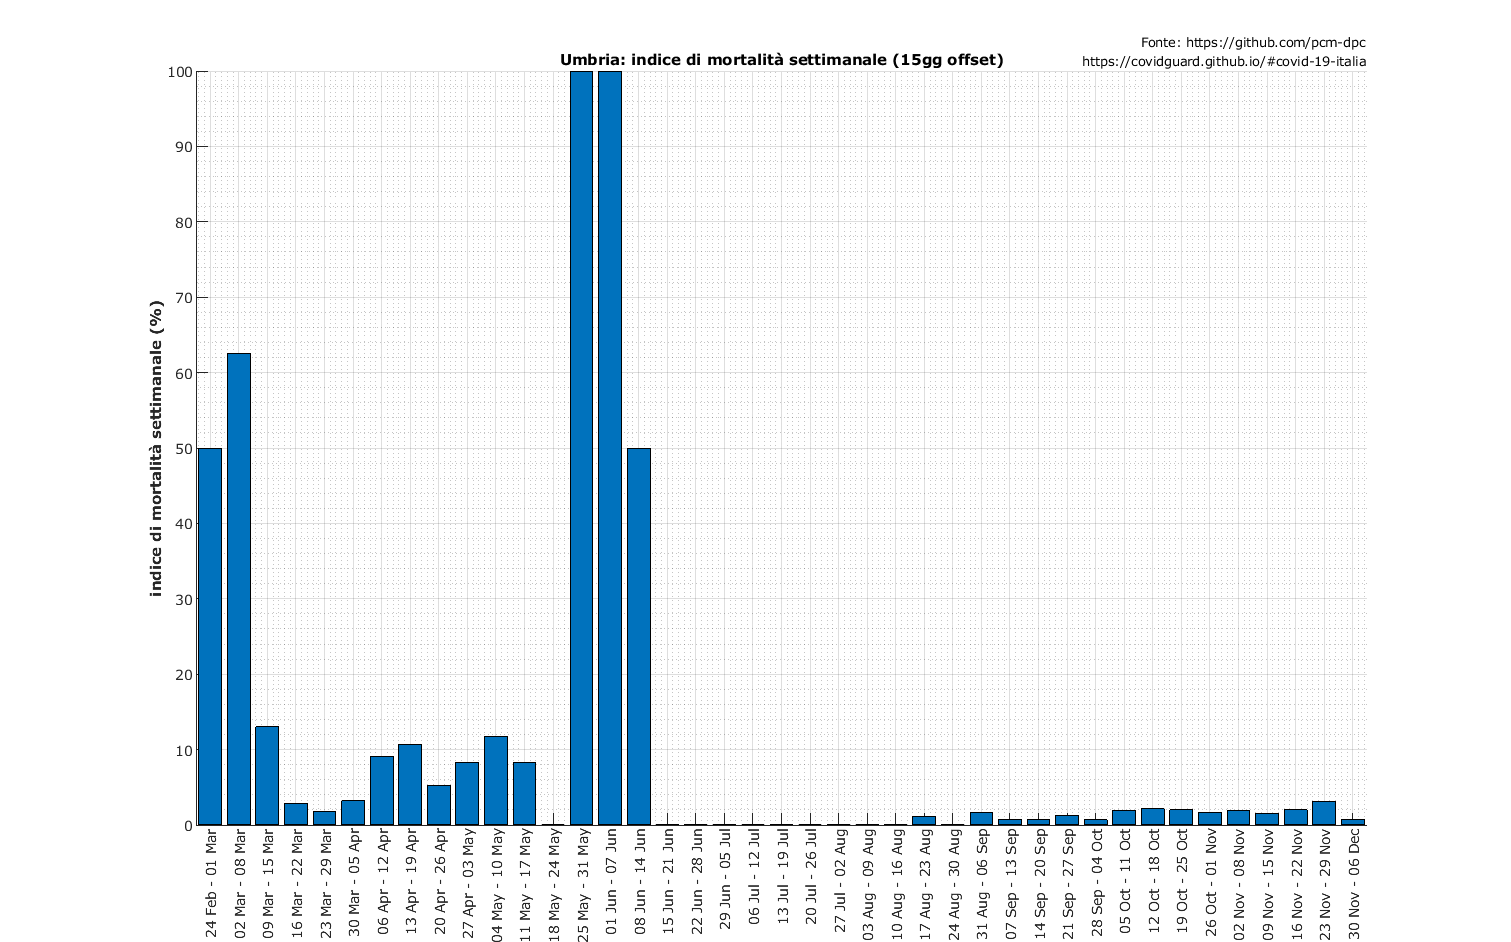 Fonte: https://github.com/pcm-dpc
Umbria: indice di mortalità settimanale (15gg offset)
https://covidguard.github.io/#covid-19-italia
indice di mortalità settimanale (%)
100
90
80
70
60
50
40
30
20
10
0
24 Feb - 01 Mar
02 Mar - 08 Mar
09 Mar - 15 Mar
16 Mar - 22 Mar
23 Mar - 29 Mar
30 Mar - 05 Apr
06 Apr - 12 Apr
13 Apr - 19 Apr
20 Apr - 26 Apr
27 Apr - 03 May
04 May - 10 May
11 May - 17 May
18 May - 24 May
25 May - 31 May
01 Jun - 07 Jun
08 Jun - 14 Jun
15 Jun - 21 Jun
22 Jun - 28 Jun
29 Jun - 05 Jul
06 Jul - 12 Jul
13 Jul - 19 Jul
20 Jul - 26 Jul
27 Jul - 02 Aug
03 Aug - 09 Aug
10 Aug - 16 Aug
17 Aug - 23 Aug
24 Aug - 30 Aug
31 Aug - 06 Sep
07 Sep - 13 Sep
14 Sep - 20 Sep
21 Sep - 27 Sep
28 Sep - 04 Oct
05 Oct - 11 Oct
12 Oct - 18 Oct
19 Oct - 25 Oct
26 Oct - 01 Nov
02 Nov - 08 Nov
09 Nov - 15 Nov
16 Nov - 22 Nov
23 Nov - 29 Nov
30 Nov - 06 Dec